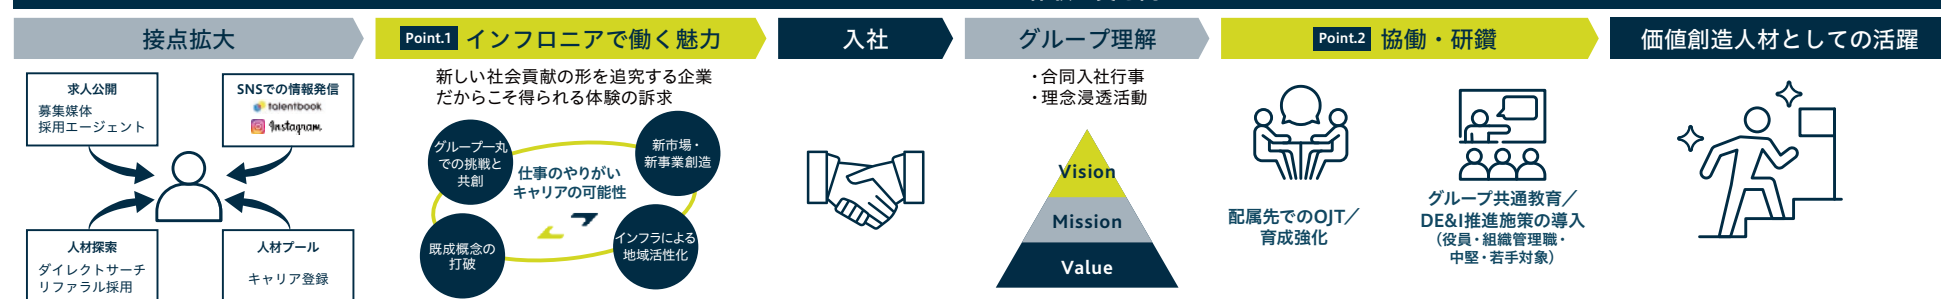 接点拡大
求人公開
募集媒体
採用エージェント
SNSでの情報発信
talentbook
Instagram
人材探索
ダイレクトサーチ
リファラル採用
人材プール
キャリア登録
Point.1 インフロニアで働く魅力
新しい社会貢献の形を追究する企業
だからこそ得られる体験の訴求
グループ一丸
での挑戦と
共創
新市場・
新事業創造
仕事のやりがい
キャリアの可能性
既成概念の
打破
インフラによる
地域活性化
入社
グループ理解
・合同入社行事
・理念浸透活動
Vision
Mission
Value
Point.2 協働・研鑽
配属先でのOJT／
育成強化
グループ共通教育／
DE&I推進施策の導入
（役員・組織管理職・
中堅・若手対象）
価値創造人材としての活躍